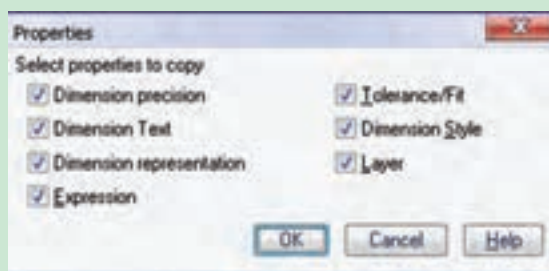 Properties
Select properties to copy
Dimension precision
Tolerance/Fit
Dimension Text
Dimension Style
Dimension representation
Layer
Expression
OK Cancel Help